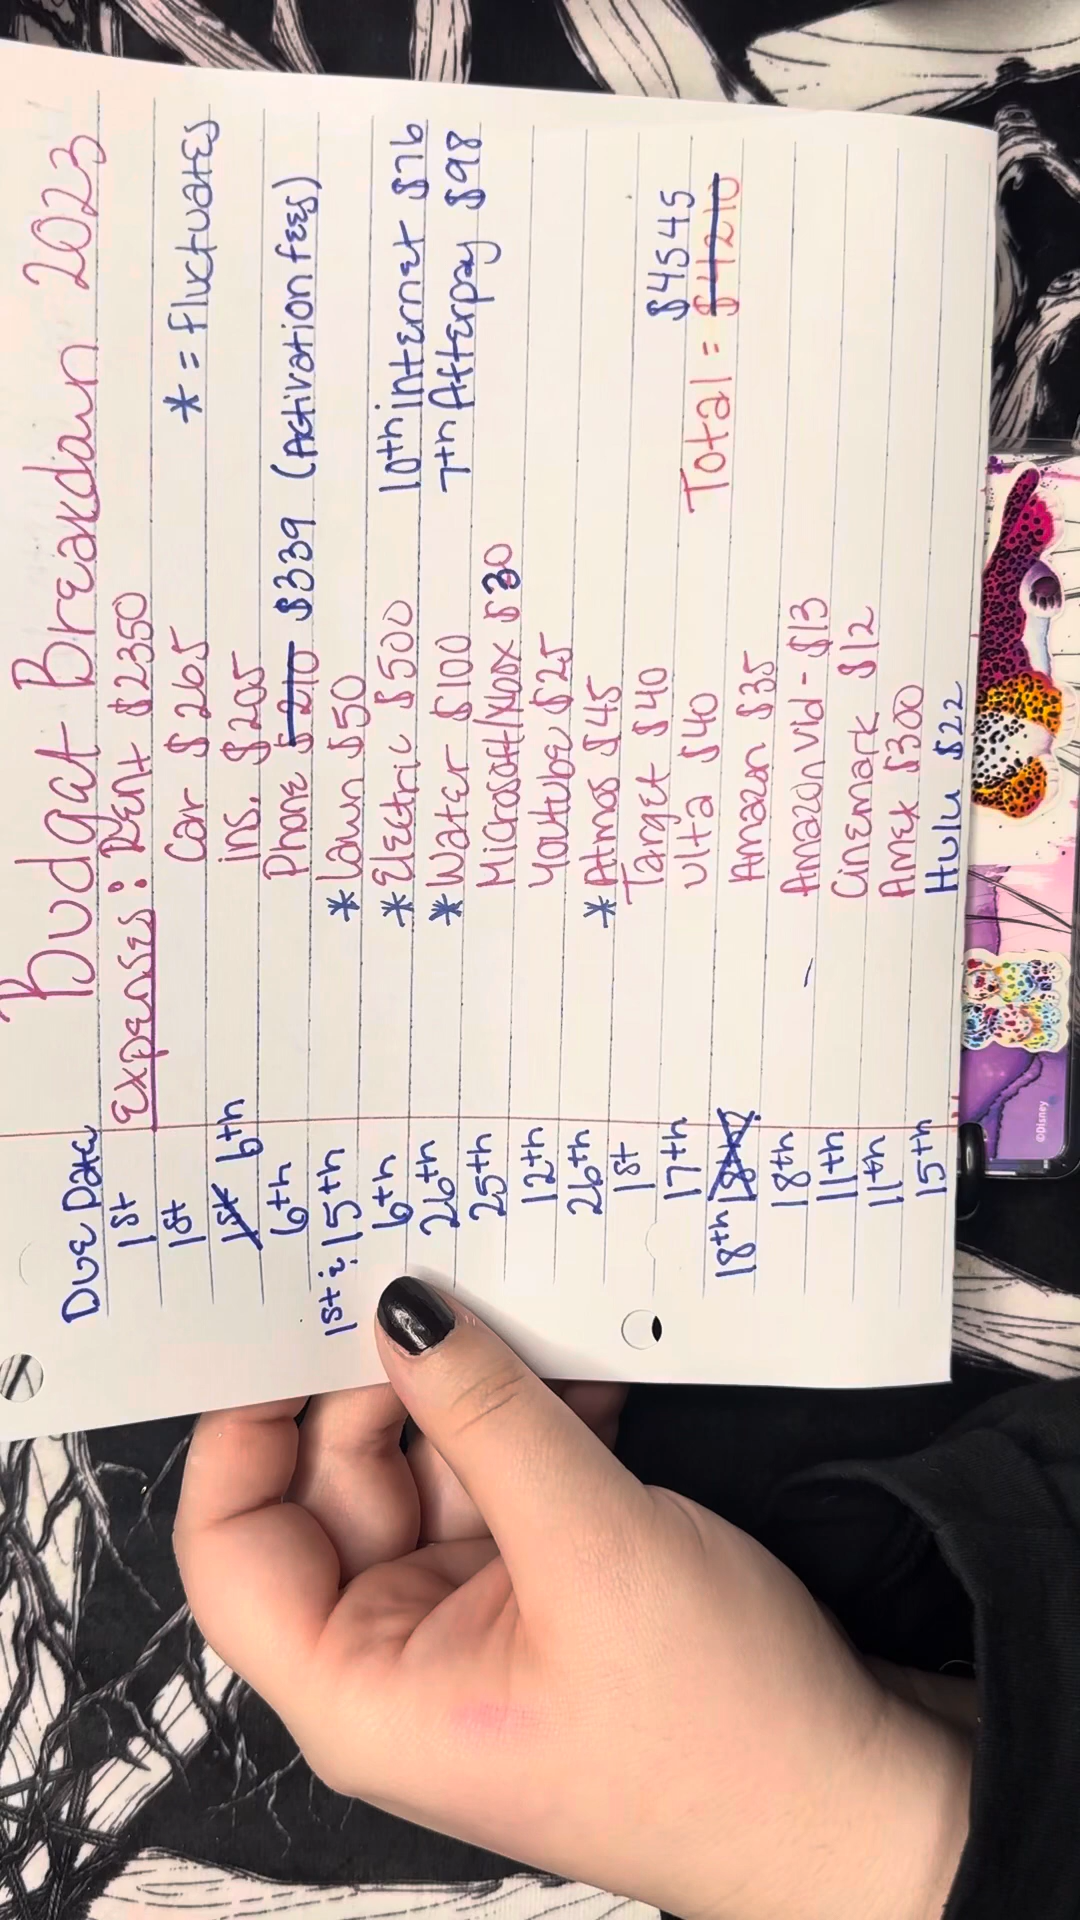 Budget Breakdown 2023
Due Date Expenses: Rent $2350
1st
1st Car $265 * = Fluctuates
1st 6th ins. $205
6th Phone $210 $339 (Activation fees)
1st & 15th * Lawn $50
6th * Electric $500 10th internet $76
26th * Water $100 7th Afterpay $98
25th Microsoft/Xbox $30
12th Youtube $25
26th * Atmos $45
1st Target $40 $4545
17th Ulta $40 Total = $4210
18th 18th Amazon $35
18th Amazon vid - $13
11th Cinemark $12
11th Amex $300
15th Hulu $22
©Disney